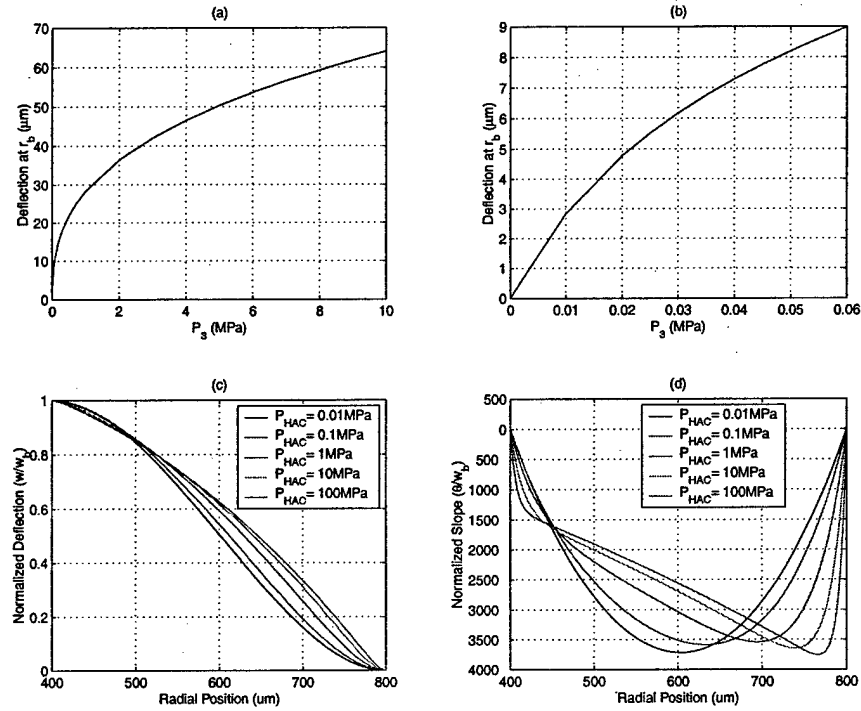 (a)
70
60
50
40
30
20
10
0
Deflection at r_b (μm)
0 2 4 6 8 10
P_3 (MPa)
(b)
9
8
7
6
5
4
3
2
1
0
Deflection at r_b (μm)
0 0.01 0.02 0.03 0.04 0.05 0.06
P_3 (MPa)
(c)
1
0.8
0.6
0.4
0.2
0
Normalized Deflection (w/w_b)
P_HAC= 0.01MPa
P_HAC= 0.1MPa
P_HAC= 1MPa
P_HAC= 10MPa
P_HAC= 100MPa
400 500 600 700 800
Radial Position (um)
(d)
500
0
500
1000
1500
2000
2500
3000
3500
4000
Normalized Slope (θ/w_b)
P_HAC= 0.01MPa
P_HAC= 0.1MPa
P_HAC= 1MPa
P_HAC= 10MPa
P_HAC= 100MPa
400 500 600 700 800
Radial Position (um)